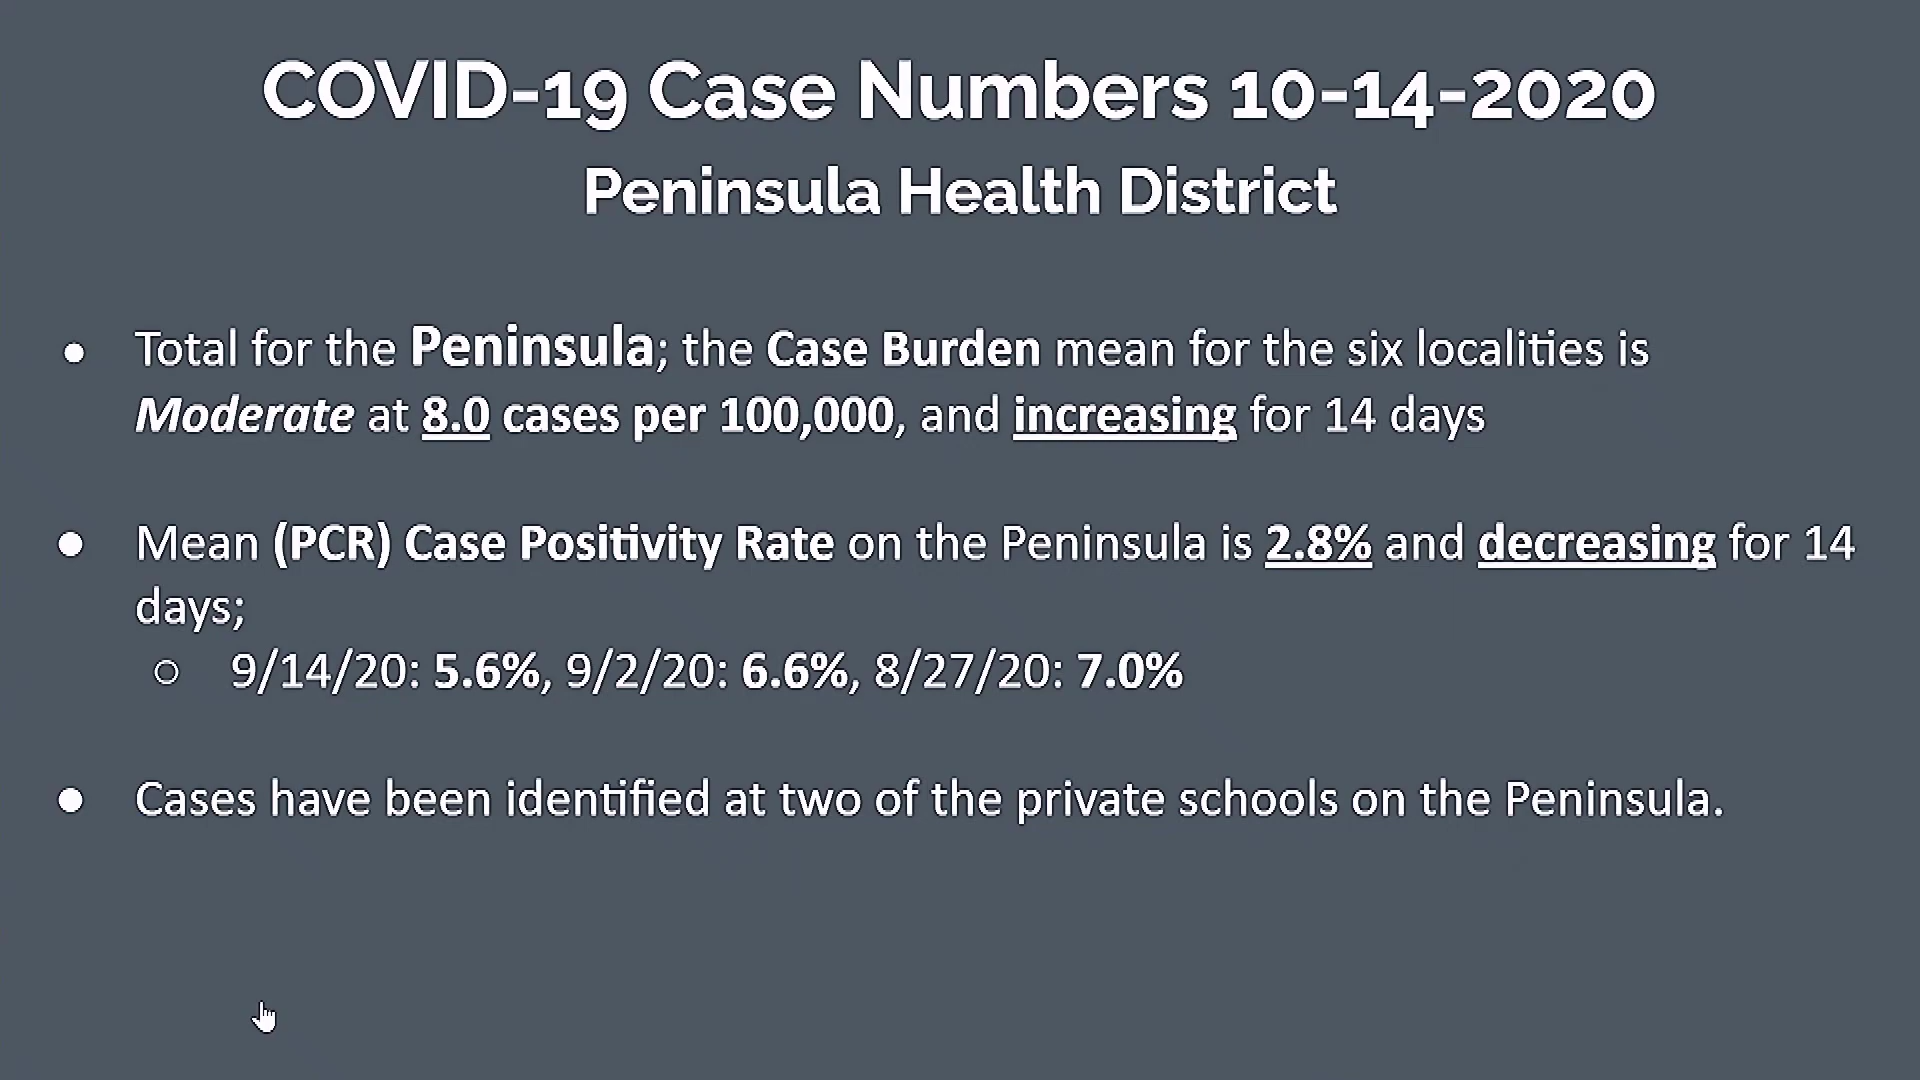 COVID-19 Case Numbers 10-14-2020
Peninsula Health District
● Total for the Peninsula; the Case Burden mean for the six localities is
Moderate at 8.0 cases per 100,000, and increasing for 14 days
● Mean (PCR) Case Positivity Rate on the Peninsula is 2.8% and decreasing for 14
days;
○ 9/14/20: 5.6%, 9/2/20: 6.6%, 8/27/20: 7.0%
● Cases have been identified at two of the private schools on the Peninsula.